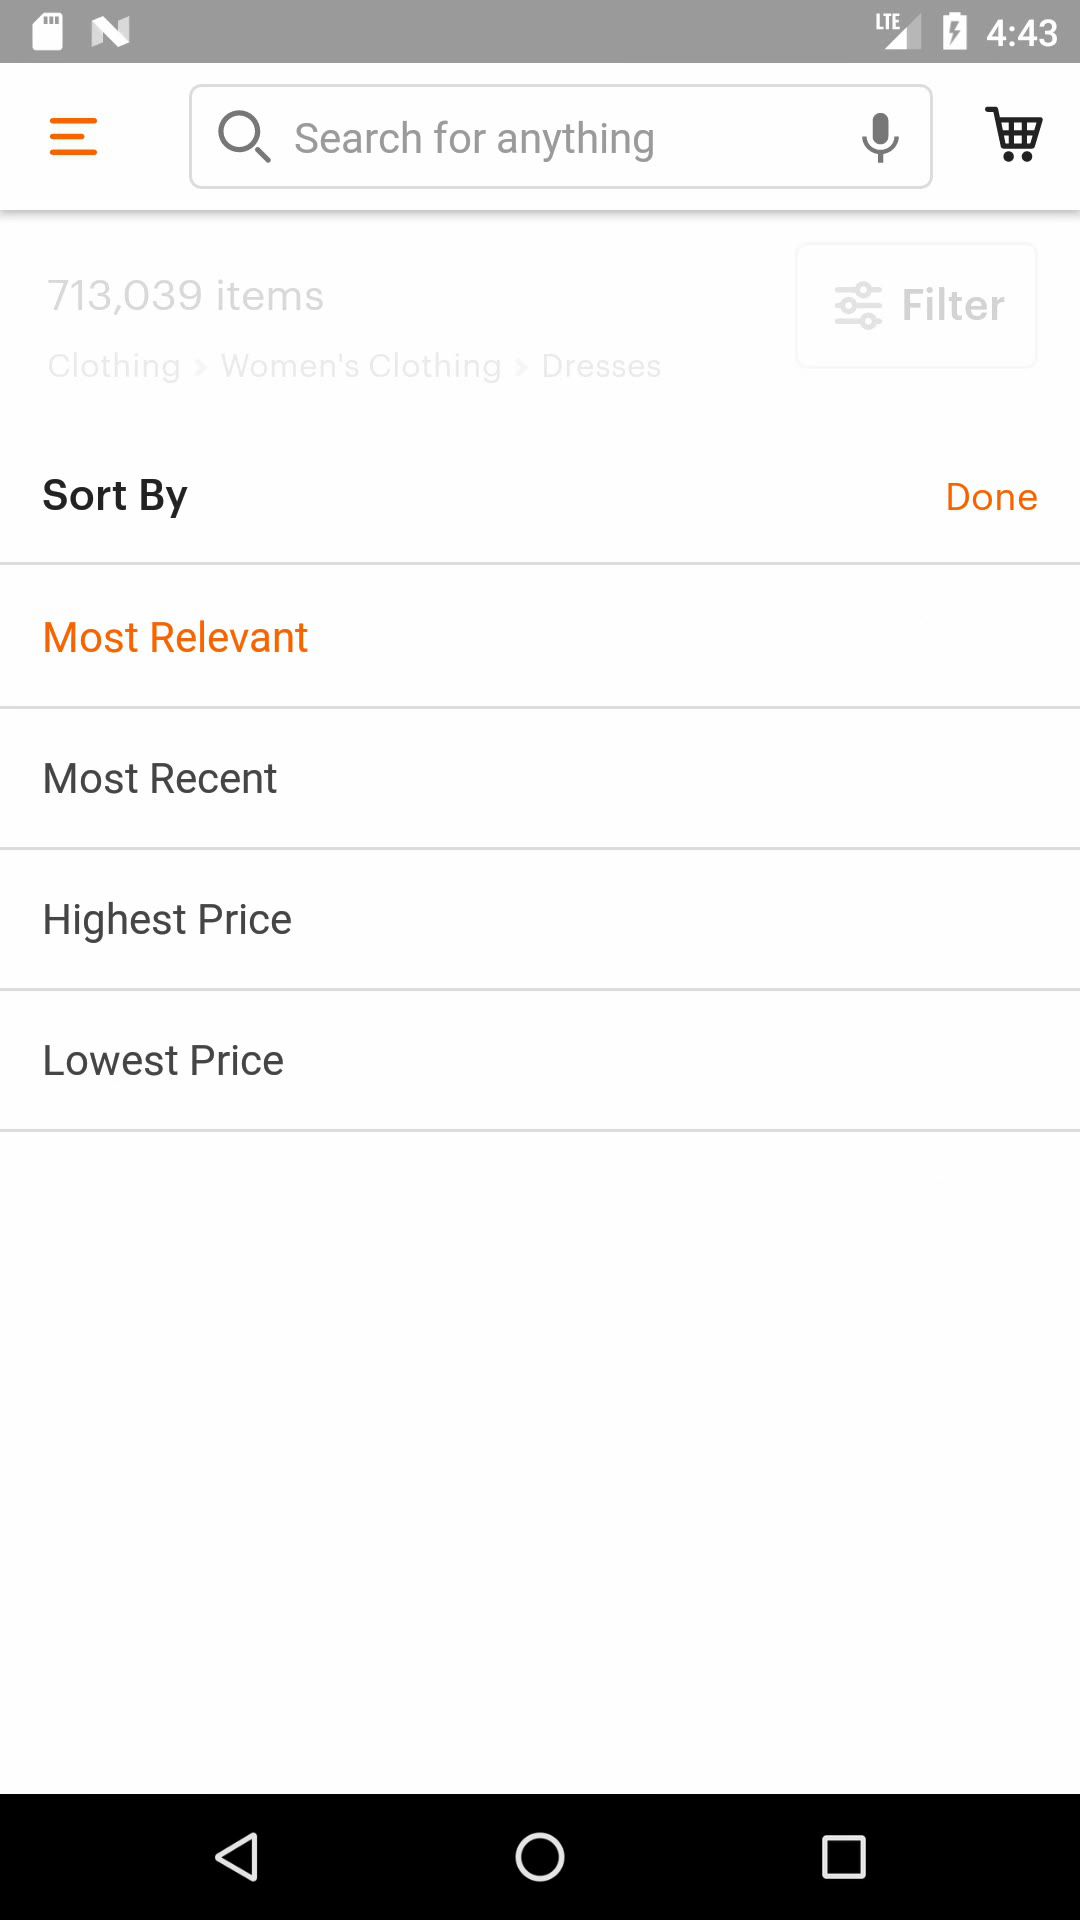 LTE 4:43
Search for anything
713,039 items
Filter
Clothing > Women's Clothing > Dresses
Sort By
Done
Most Relevant
Most Recent
Highest Price
Lowest Price